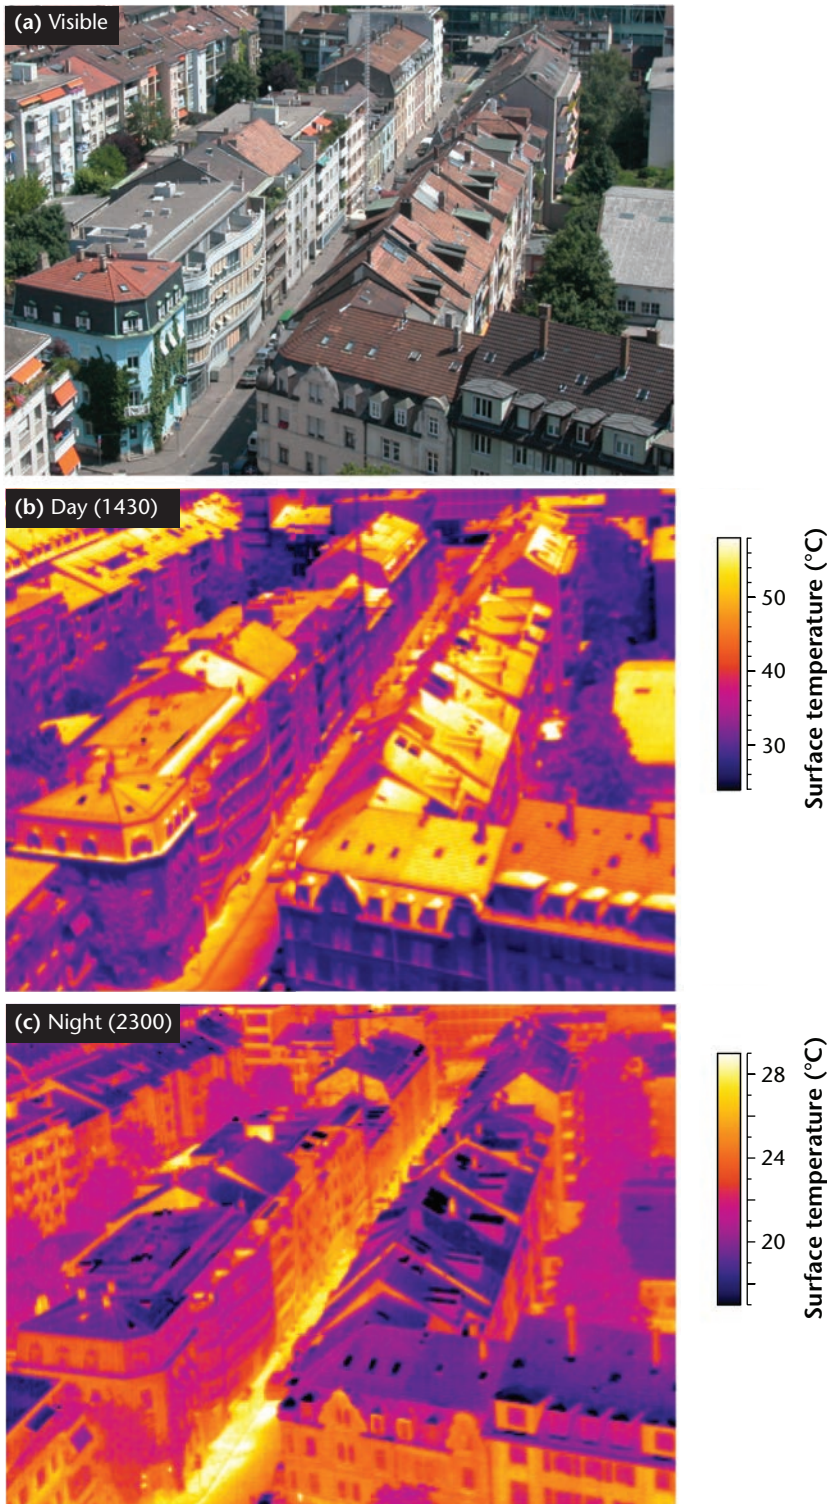 (a) Visible
(b) Day (1430)
50
40
30
Surface temperature (°C)
(c) Night (2300)
28
24
20
Surface temperature (°C)